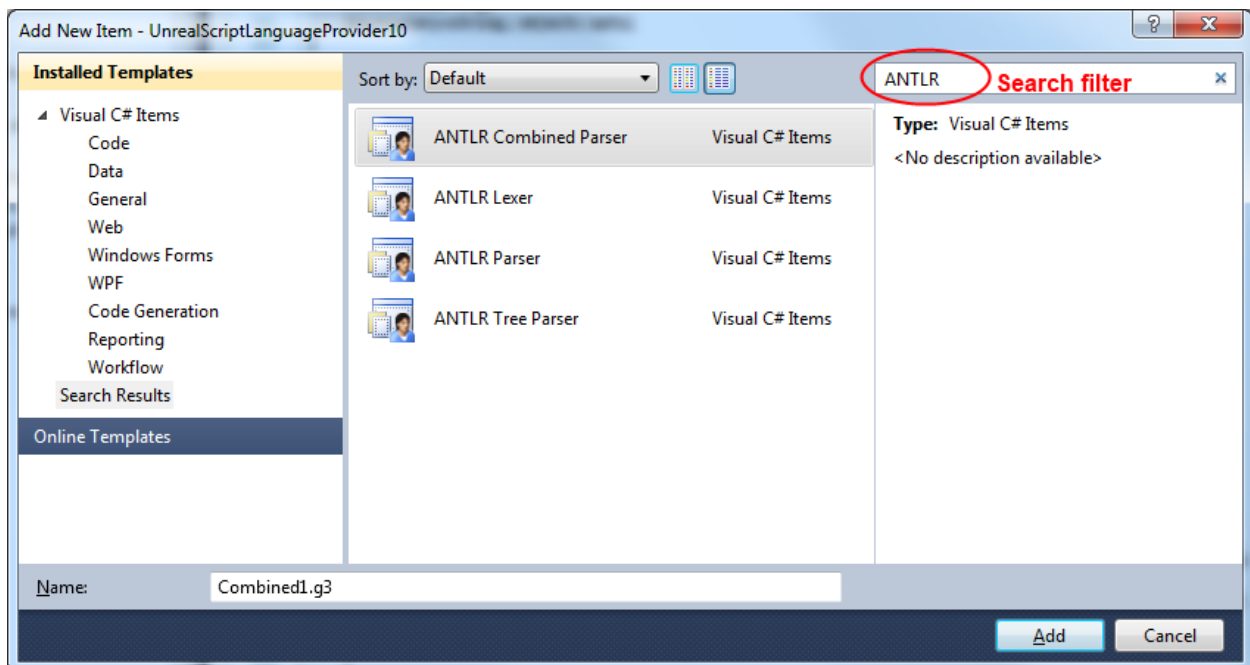 Add New Item - UnrealScriptLanguageProvider10
Installed Templates
Visual C# Items
Code
Data
General
Web
Windows Forms
WPF
Code Generation
Reporting
Workflow
Search Results
Online Templates
Sort by: Default
ANTLR Combined Parser Visual C# Items
ANTLR Lexer Visual C# Items
ANTLR Parser Visual C# Items
ANTLR Tree Parser Visual C# Items
ANTLR Search filter
Type: Visual C# Items
<No description available>
Name: Combined1.g3
Add Cancel